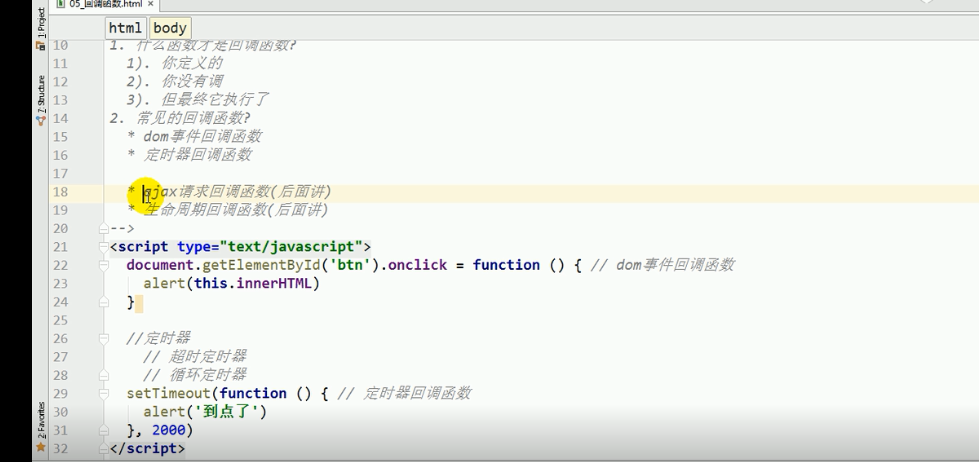 05_回调函数.html
1: Project
html body
10 1. 什么函数才是回调函数?
11 1). 你定义的
12 2). 你没有调
7: Structure
13 3). 但最终它执行了
14 2. 常见的回调函数?
15 * dom事件回调函数
16 * 定时器回调函数
17
18 * ajax请求回调函数(后面讲)
19 * 生命周期回调函数(后面讲)
20 -->
21 <script type="text/javascript">
22 document.getElementById('btn').onclick = function () { // dom事件回调函数
23 alert(this.innerHTML)
24 }
25
26 //定时器
27 // 超时定时器
28 // 循环定时器
29 setTimeout(function () { // 定时器回调函数
30 alert('到点了')
2: Favorites
31 }, 2000)
32 </script>